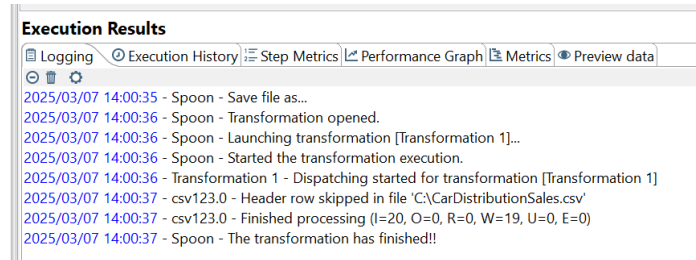 Execution Results
Logging Execution History Step Metrics Performance Graph Metrics Preview data
2025/03/07 14:00:35 - Spoon - Save file as...
2025/03/07 14:00:36 - Spoon - Transformation opened.
2025/03/07 14:00:36 - Spoon - Launching transformation [Transformation 1]...
2025/03/07 14:00:36 - Spoon - Started the transformation execution.
2025/03/07 14:00:36 - Transformation 1 - Dispatching started for transformation [Transformation 1]
2025/03/07 14:00:37 - csv123.0 - Header row skipped in file 'C:\CarDistributionSales.csv'
2025/03/07 14:00:37 - csv123.0 - Finished processing (I=20, O=0, R=0, W=19, U=0, E=0)
2025/03/07 14:00:37 - Spoon - The transformation has finished!!